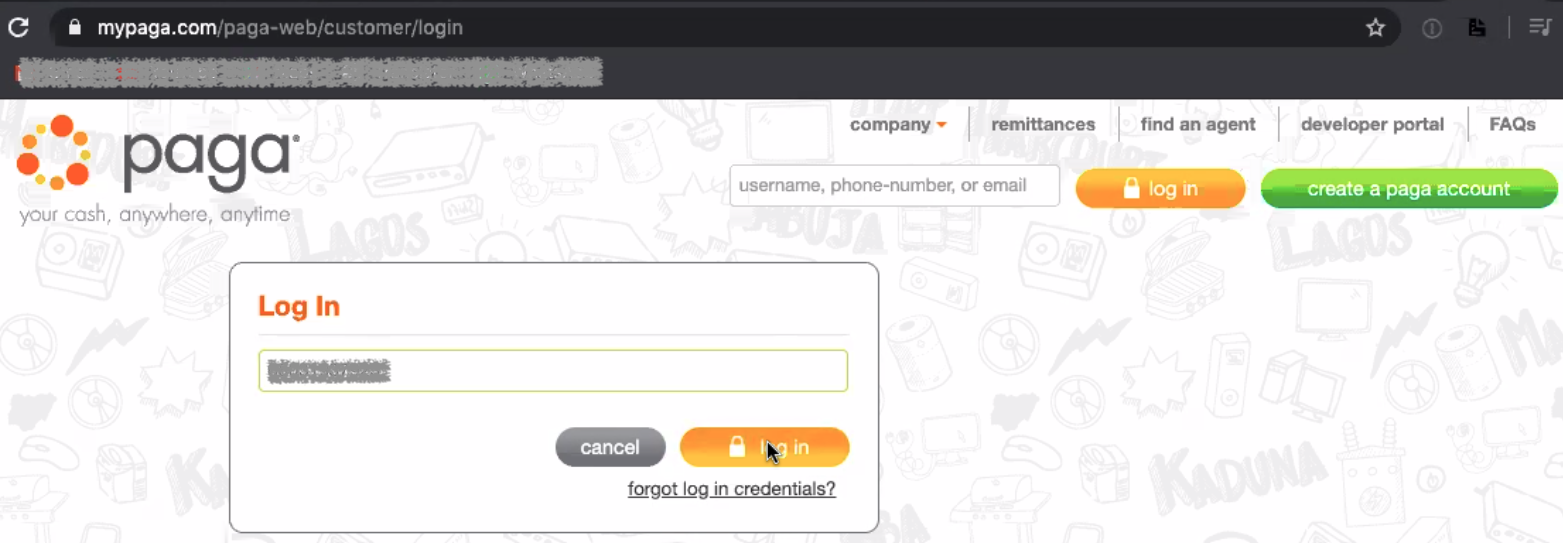 mypaga.com/paga-web/customer/login
company
remittances
find an agent
developer portal
FAQs
paga®
username, phone-number, or email
log in
create a paga account
your cash, anywhere, anytime
LAGOS
ABUJA
LAGOS
Log In
cancel
log in
forgot log in credentials?
KADUNA